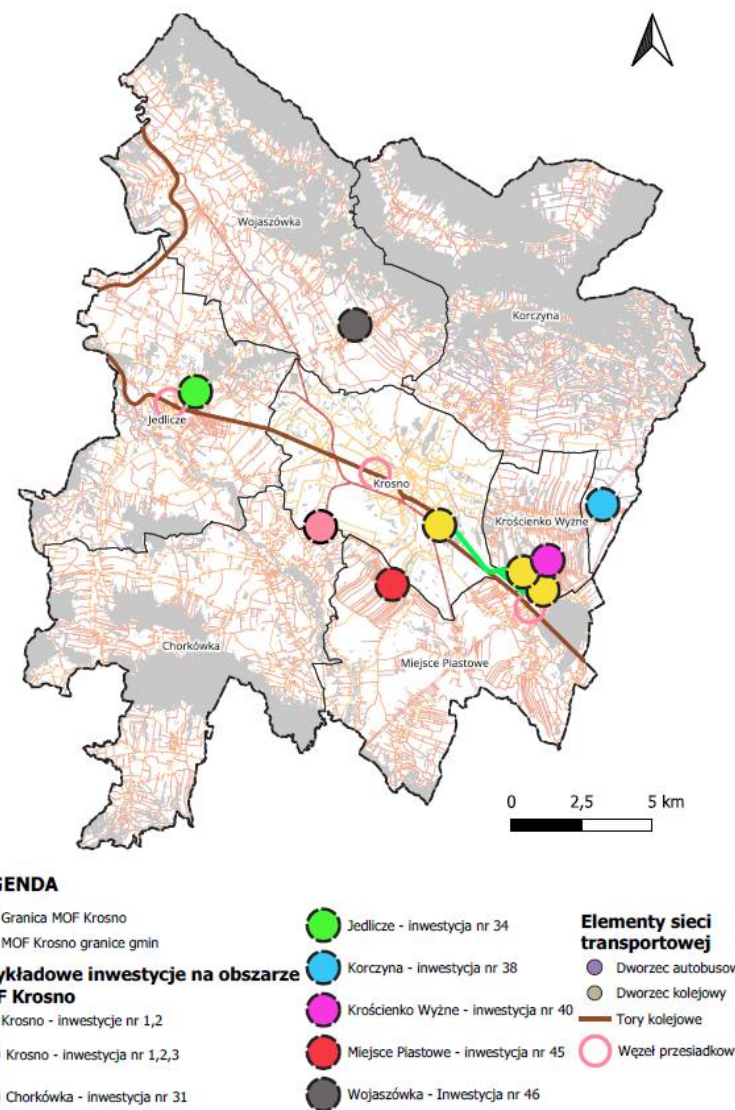 Wojaszówka
Korczyna
Jedlicze
Krosno
Krościenko Wyżne
Chorkówka
Miejsce Piastowe
0 2,5 5 km
GENDA
Granica MOF Krosno
MOF Krosno granice gmin
ykładowe inwestycje na obszarze
F Krosno
Krosno - inwestycje nr 1,2
Krosno - inwestycja nr 1,2,3
Chorkówka - inwestycja nr 31
Jedlicze - inwestycja nr 34
Korczyna - inwestycja nr 38
Krościenko Wyżne - inwestycja nr 40
Miejsce Piastowe - inwestycja nr 45
Wojaszówka - Inwestycja nr 46
Elementy sieci
transportowej
Dworzec autobusow
Dworzec kolejowy
Tory kolejowe
Węzeł przesiadkow